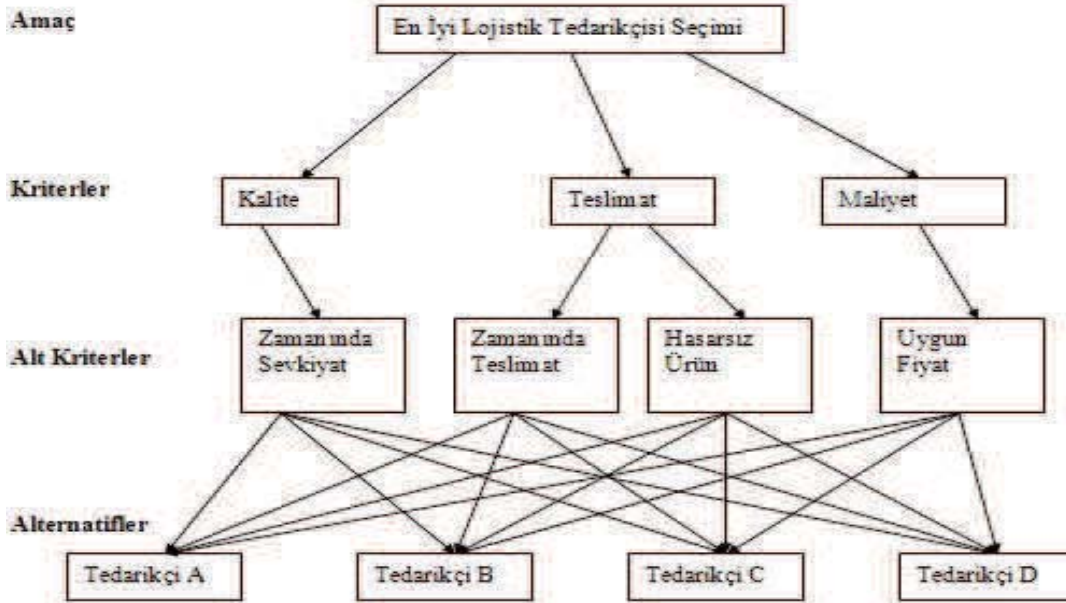 Amaç
En İyi Lojistik Tedarikçisi Seçimi
Kriterler
Kalite
Teslimat
Maliyet
Alt Kriterler
Zamanında
Sevkiyat
Zamanında
Teslimat
Hasarsız
Ürün
Uygun
Fiyat
Alternatifler
Tedarikçi A
Tedarikçi B
Tedarikçi C
Tedarikçi D